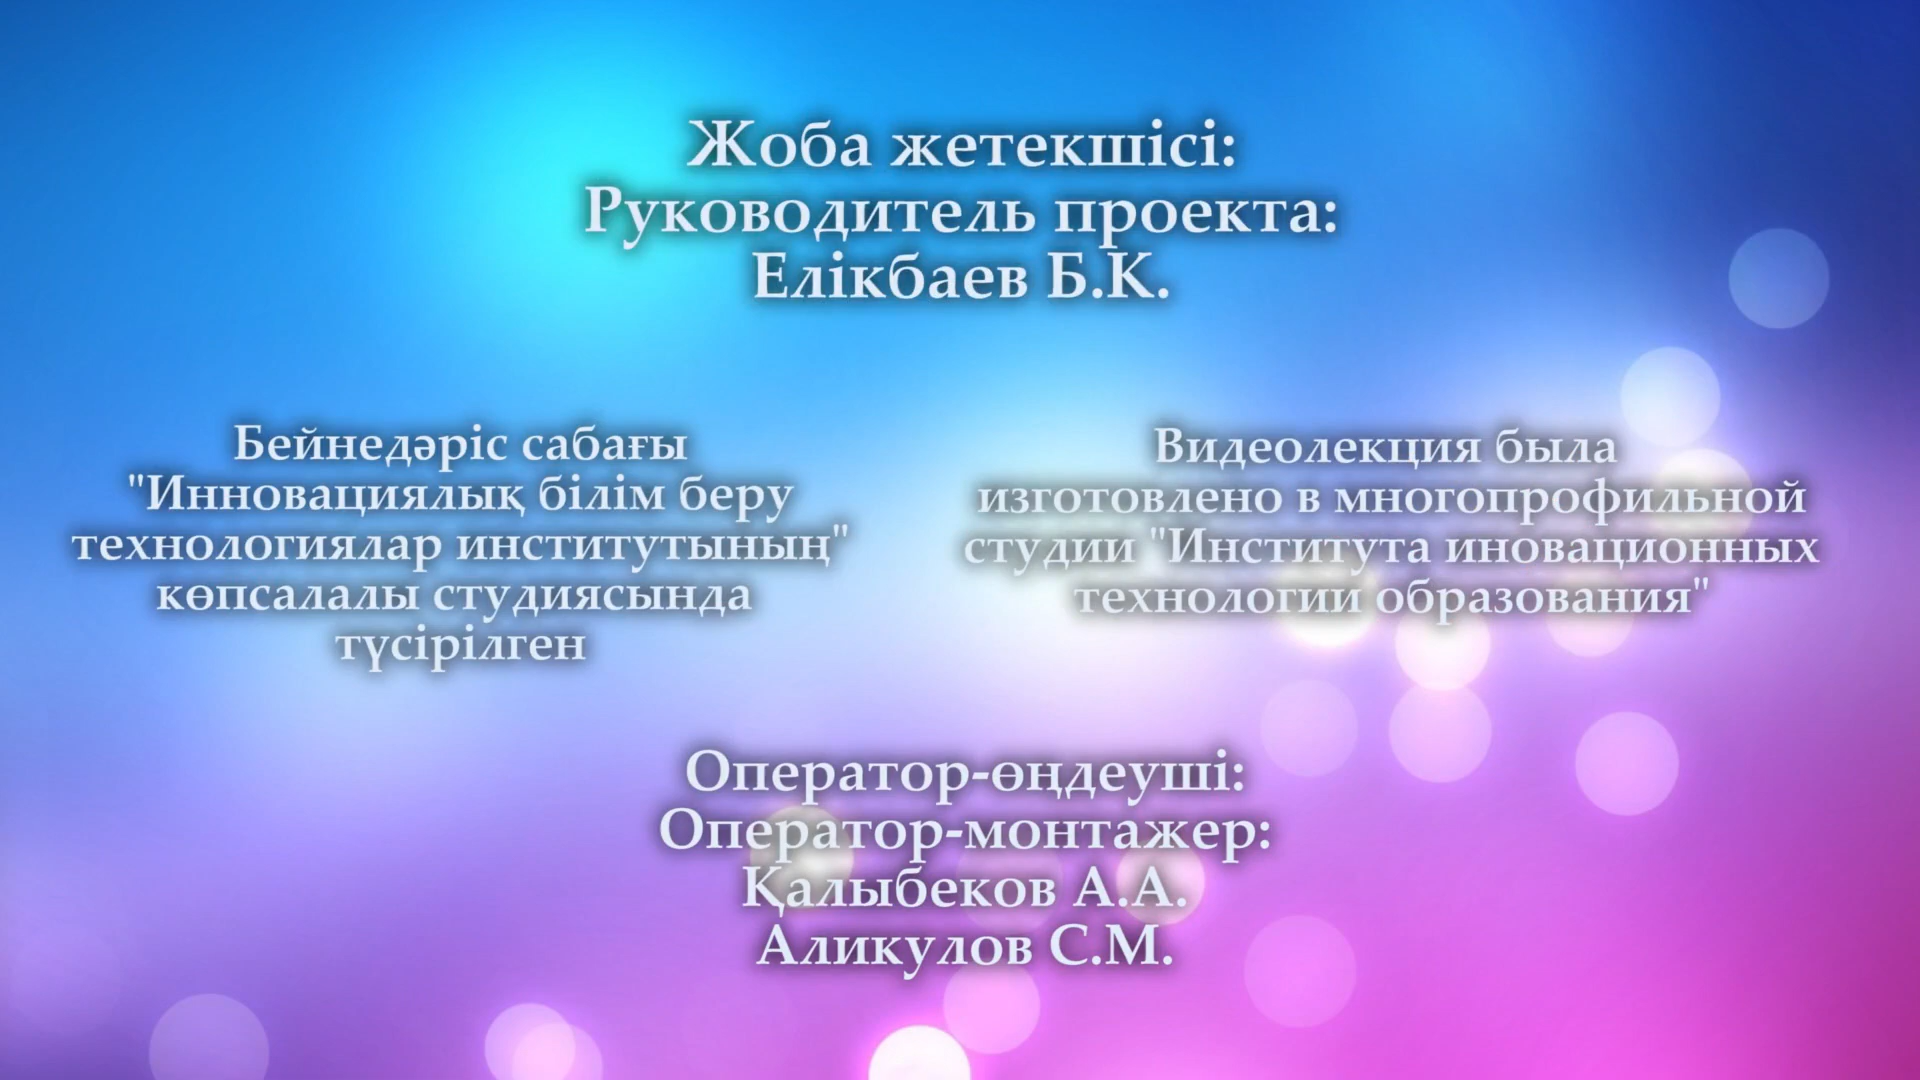 Жоба жетекшісі:
Руководитель проекта:
Елікбаев Б.К.
Бейнедәріс сабағы
"Инновациялық білім беру
технологиялар институтының"
көпсалалы студиясында
түсірілген
Видеолекция была
изготовлено в многопрофильной
студии "Института иновационных
технологии образования"
Оператор-өңдеуші:
Оператор-монтажер:
Қалыбеков А.А.
Аликулов С.М.